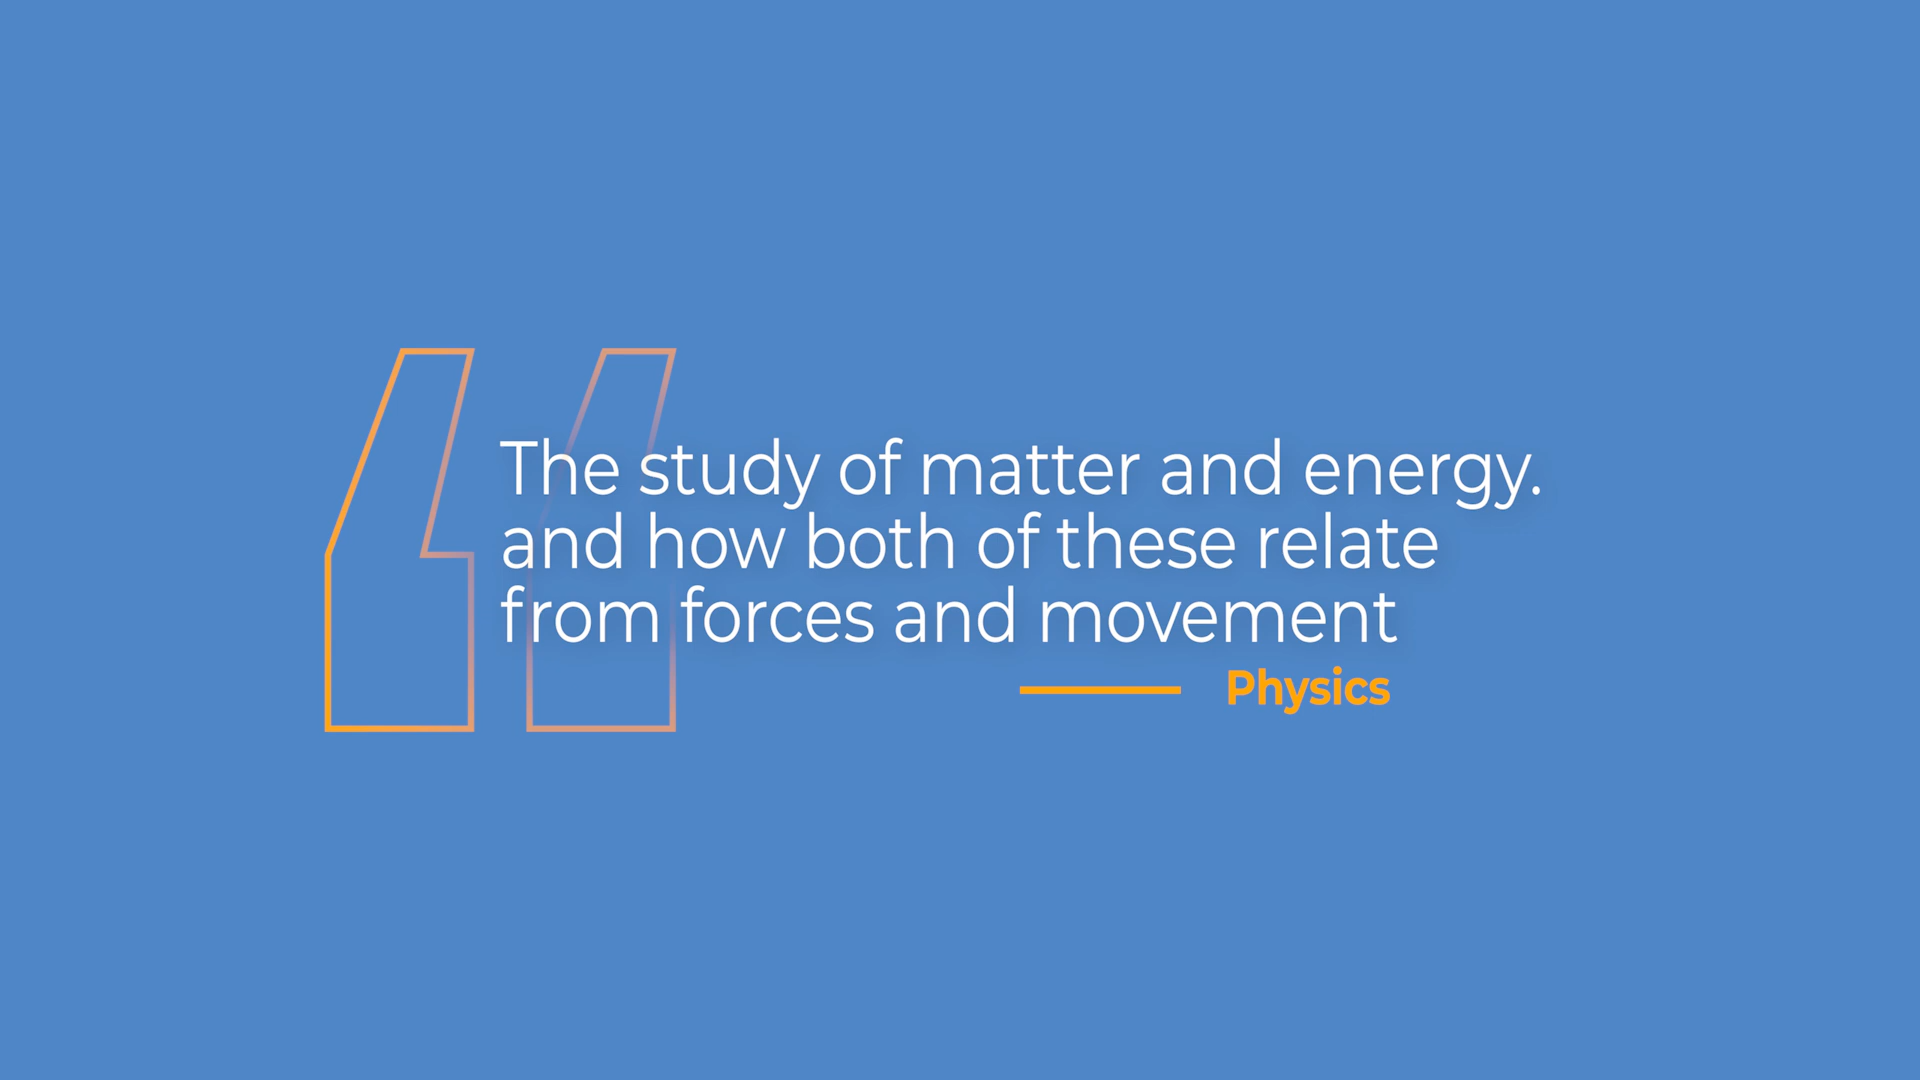 The study of matter and energy.
and how both of these relate
from forces and movement
Physics